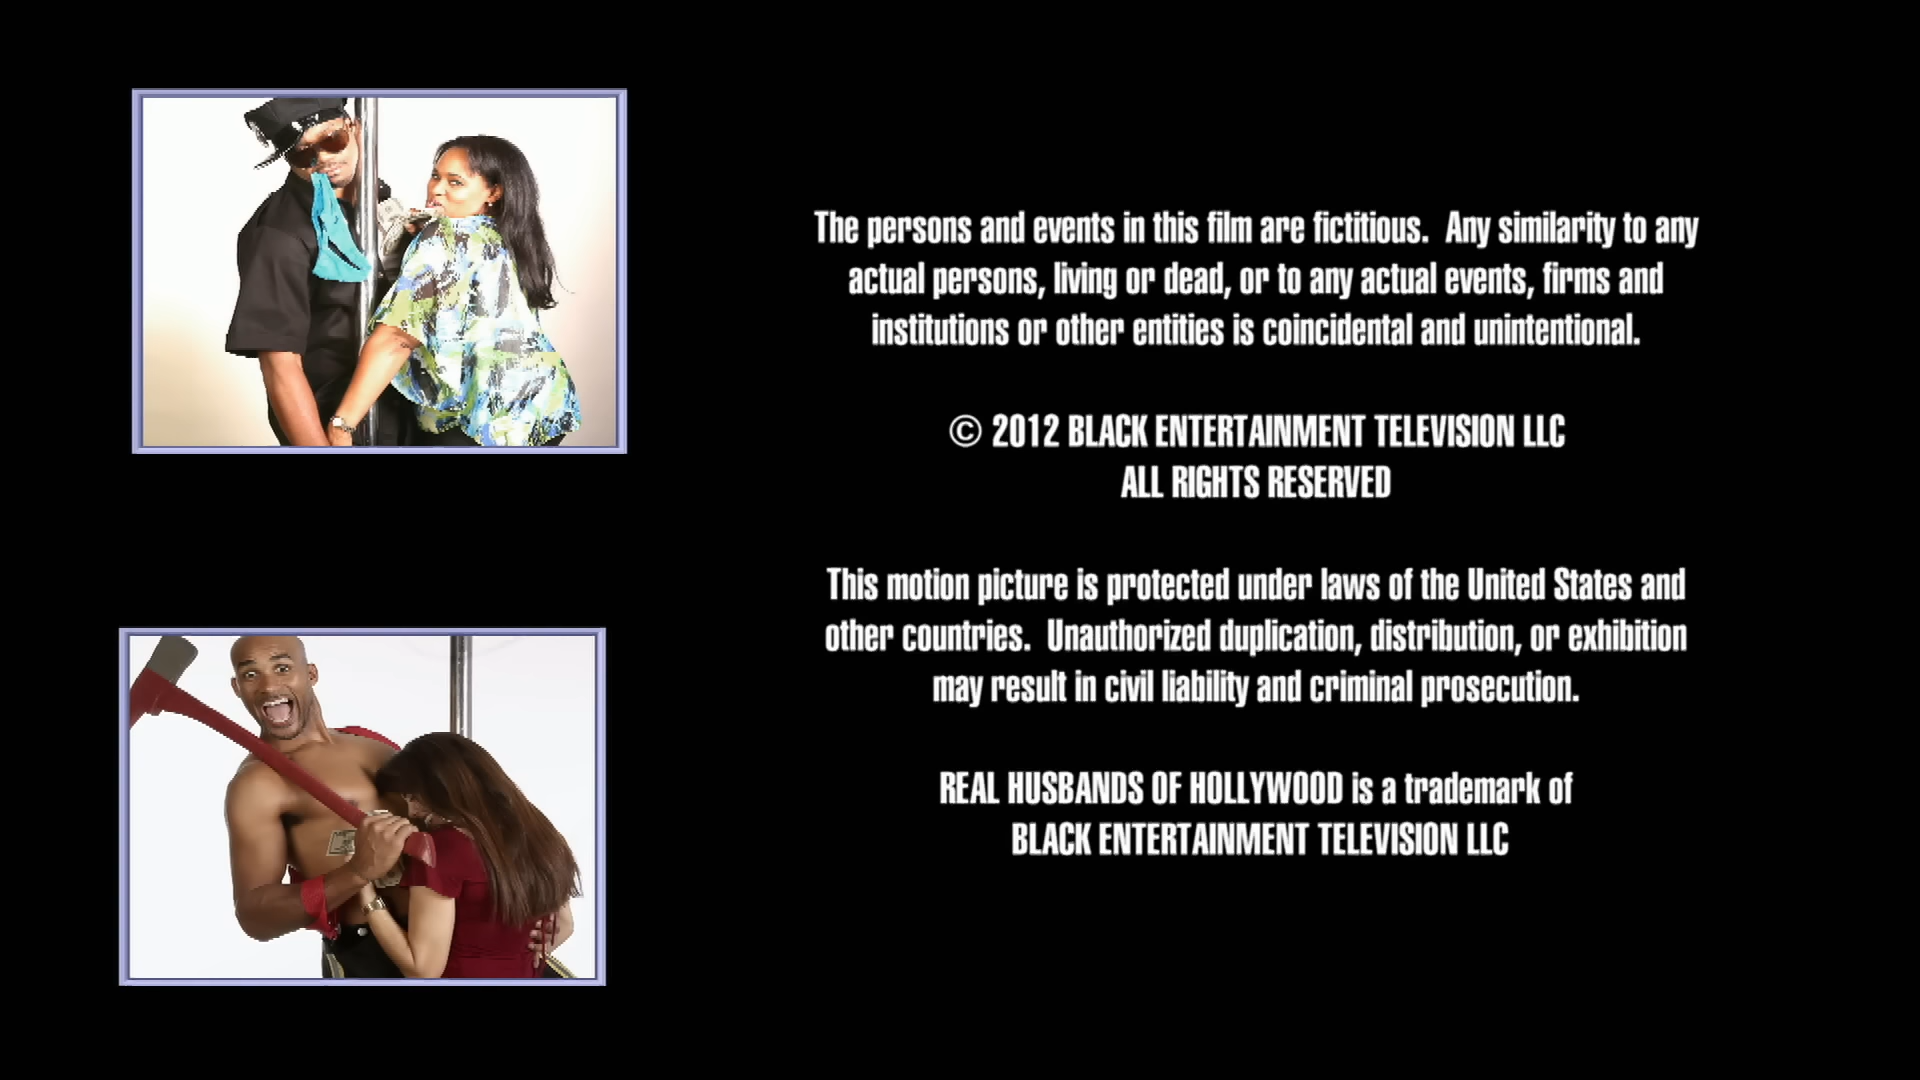 The persons and events in this film are fictitious.  Any similarity to any
actual persons, living or dead, or to any actual events, firms and
institutions or other entities is coincidental and unintentional.
© 2012 BLACK ENTERTAINMENT TELEVISION LLC
ALL RIGHTS RESERVED
This motion picture is protected under laws of the United States and
other countries.  Unauthorized duplication, distribution, or exhibition
may result in civil liability and criminal prosecution.
REAL HUSBANDS OF HOLLYWOOD is a trademark of
BLACK ENTERTAINMENT TELEVISION LLC